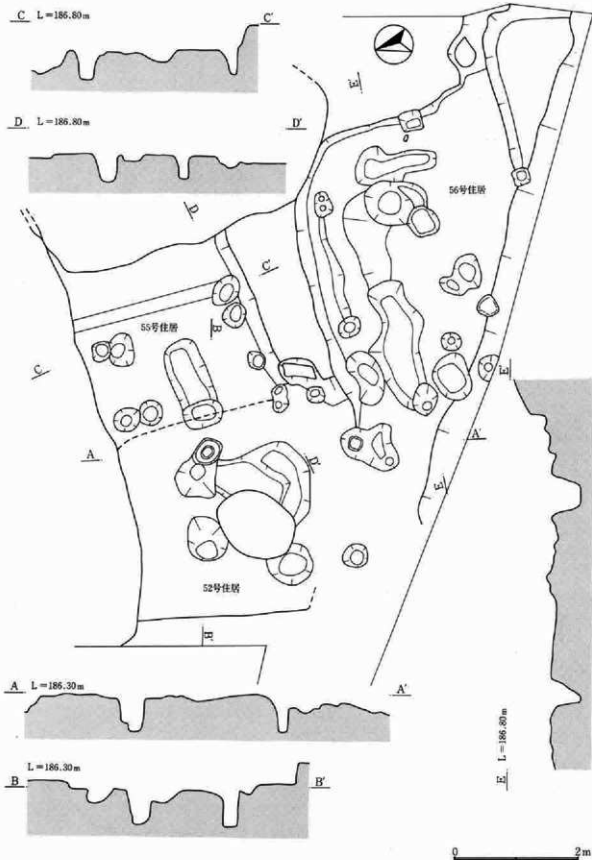 C L＝186.80m C′
D L＝186.80m D′
E′
D
56号住居
C′
55号住居
B
C
E′
A
A′
D′
E
52号住居
B′
A L＝186.30m A′
L＝186.30m
B B′
E L＝186.80m
0 2m